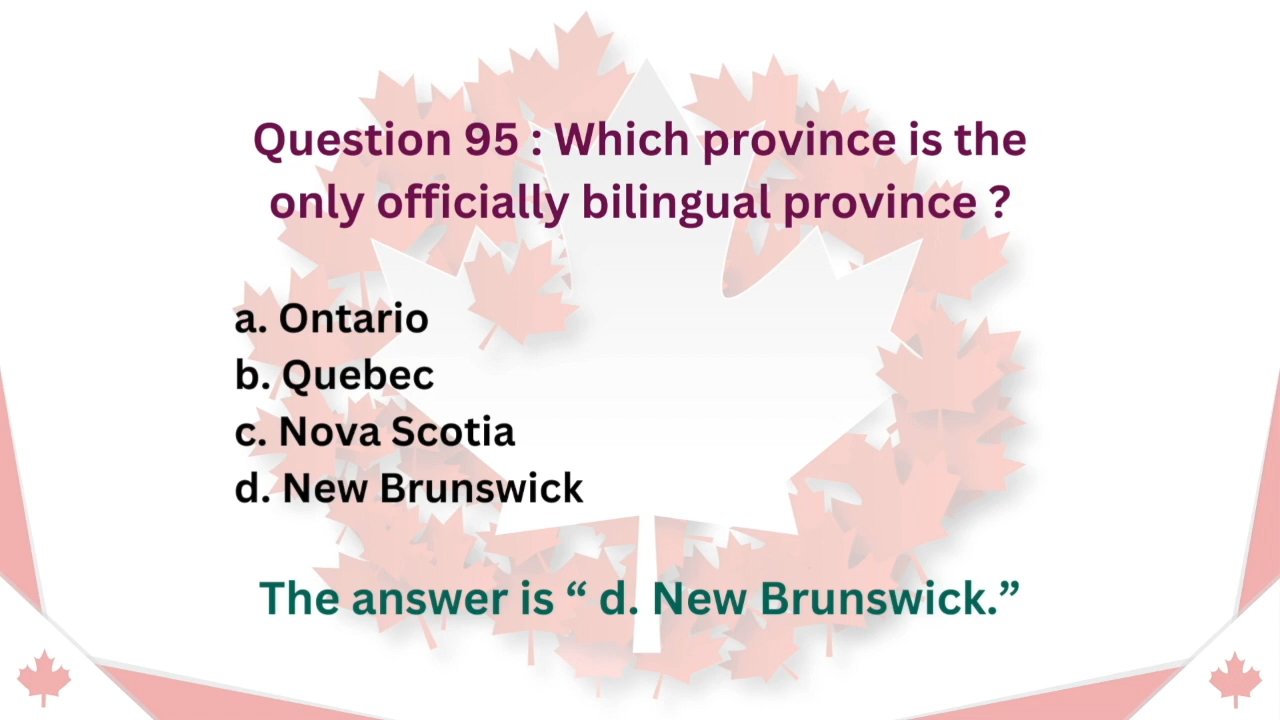 Question 95 : Which province is the
only officially bilingual province ?
a. Ontario
b. Quebec
c. Nova Scotia
d. New Brunswick
The answer is “ d. New Brunswick.”